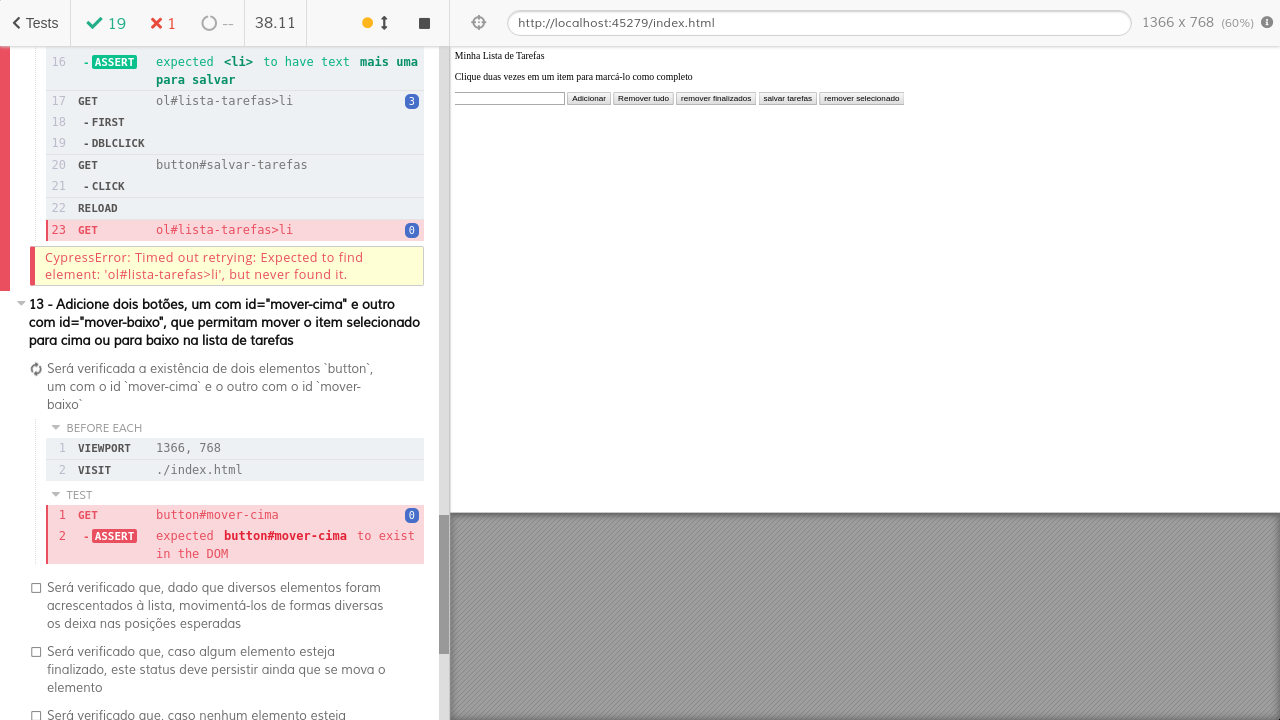 Tests
19
1
--
38.11
http://localhost:45279/index.html
1366 x 768 (60%)
16 - ASSERT expected <li> to have text mais uma
para salvar
17 GET ol#lista-tarefas>li 3
18 - FIRST
19 - DBLCLICK
20 GET button#salvar-tarefas
21 - CLICK
22 RELOAD
23 GET ol#lista-tarefas>li 0
CypressError: Timed out retrying: Expected to find
element: 'ol#lista-tarefas>li', but never found it.
13 - Adicione dois botões, um com id="mover-cima" e outro
com id="mover-baixo", que permitam mover o item selecionado
para cima ou para baixo na lista de tarefas
Será verificada a existência de dois elementos `button`,
um com o id `mover-cima` e o outro com o id `mover-
baixo`
BEFORE EACH
1 VIEWPORT 1366, 768
2 VISIT ./index.html
TEST
1 GET button#mover-cima 0
2 - ASSERT expected button#mover-cima to exist
in the DOM
Será verificado que, dado que diversos elementos foram
acrescentados à lista, movimentá-los de formas diversas
os deixa nas posições esperadas
Será verificado que, caso algum elemento esteja
finalizado, este status deve persistir ainda que se mova o
elemento
Será verificado que, caso nenhum elemento esteja
Minha Lista de Tarefas
Clique duas vezes em um item para marcá-lo como completo
Adicionar Remover tudo remover finalizados salvar tarefas remover selecionado